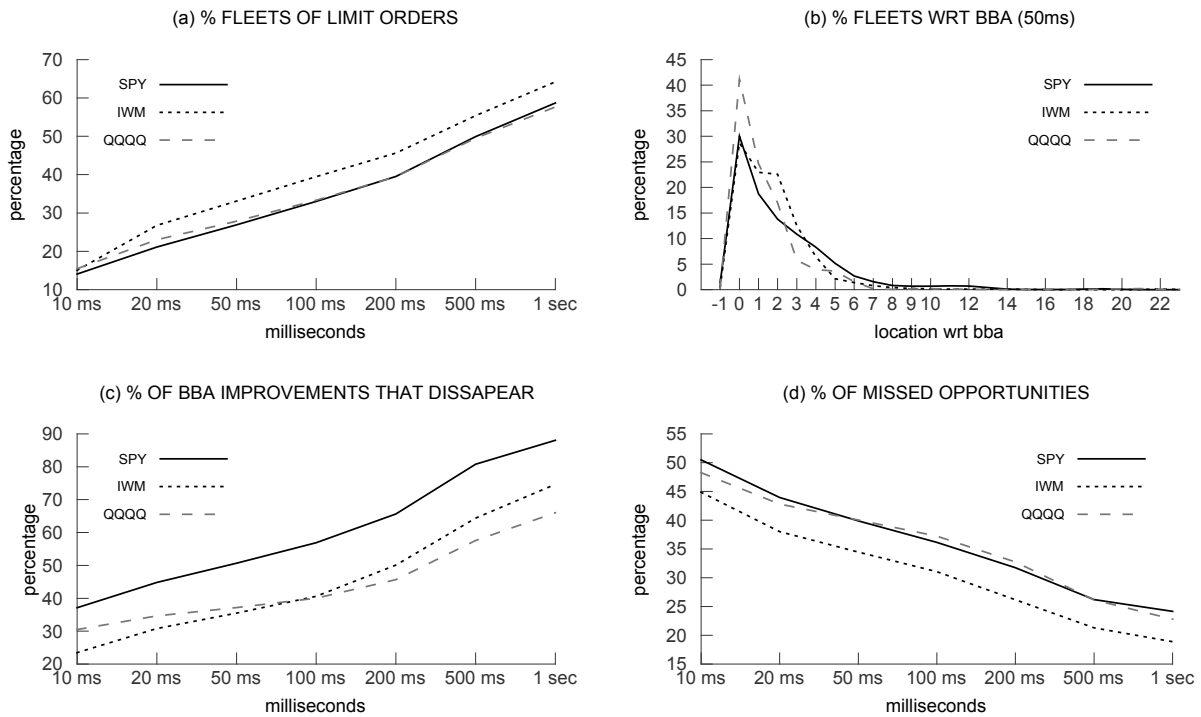 (a) % FLEETS OF LIMIT ORDERS
70
60
50
40
30
20
10
percentage
SPY
IWM
QQQQ
10 ms 20 ms 50 ms 100 ms 200 ms 500 ms 1 sec
milliseconds
(b) % FLEETS WRT BBA (50ms)
45
40
35
30
25
20
15
10
5
0
percentage
SPY
IWM
QQQQ
-1 0 1 2 3 4 5 6 7 8 9 10 12 14 16 18 20 22
location wrt bba
(c) % OF BBA IMPROVEMENTS THAT DISSAPEAR
90
80
70
60
50
40
30
20
percentage
SPY
IWM
QQQQ
10 ms 20 ms 50 ms 100 ms 200 ms 500 ms 1 sec
milliseconds
(d) % OF MISSED OPPORTUNITIES
55
50
45
40
35
30
25
20
15
percentage
SPY
IWM
QQQQ
10 ms 20 ms 50 ms 100 ms 200 ms 500 ms 1 sec
milliseconds